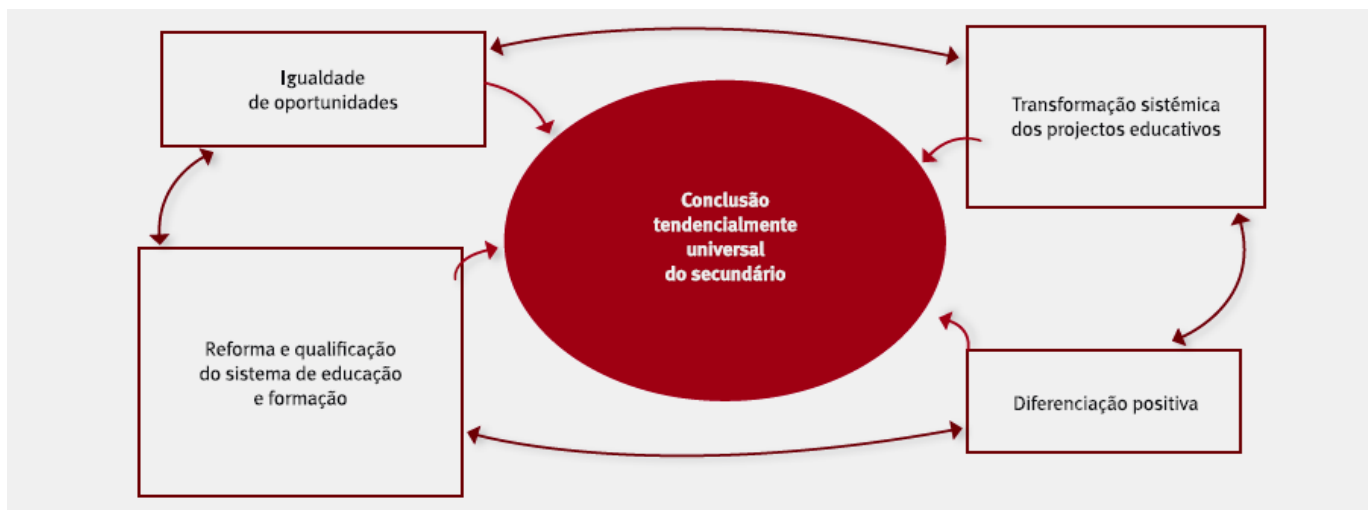 Igualdade
de oportunidades
Transformação sistémica
dos projectos educativos
Conclusão
tendencialmente
universal
do secundário
Reforma e qualificação
do sistema de educação
e formação
Diferenciação positiva